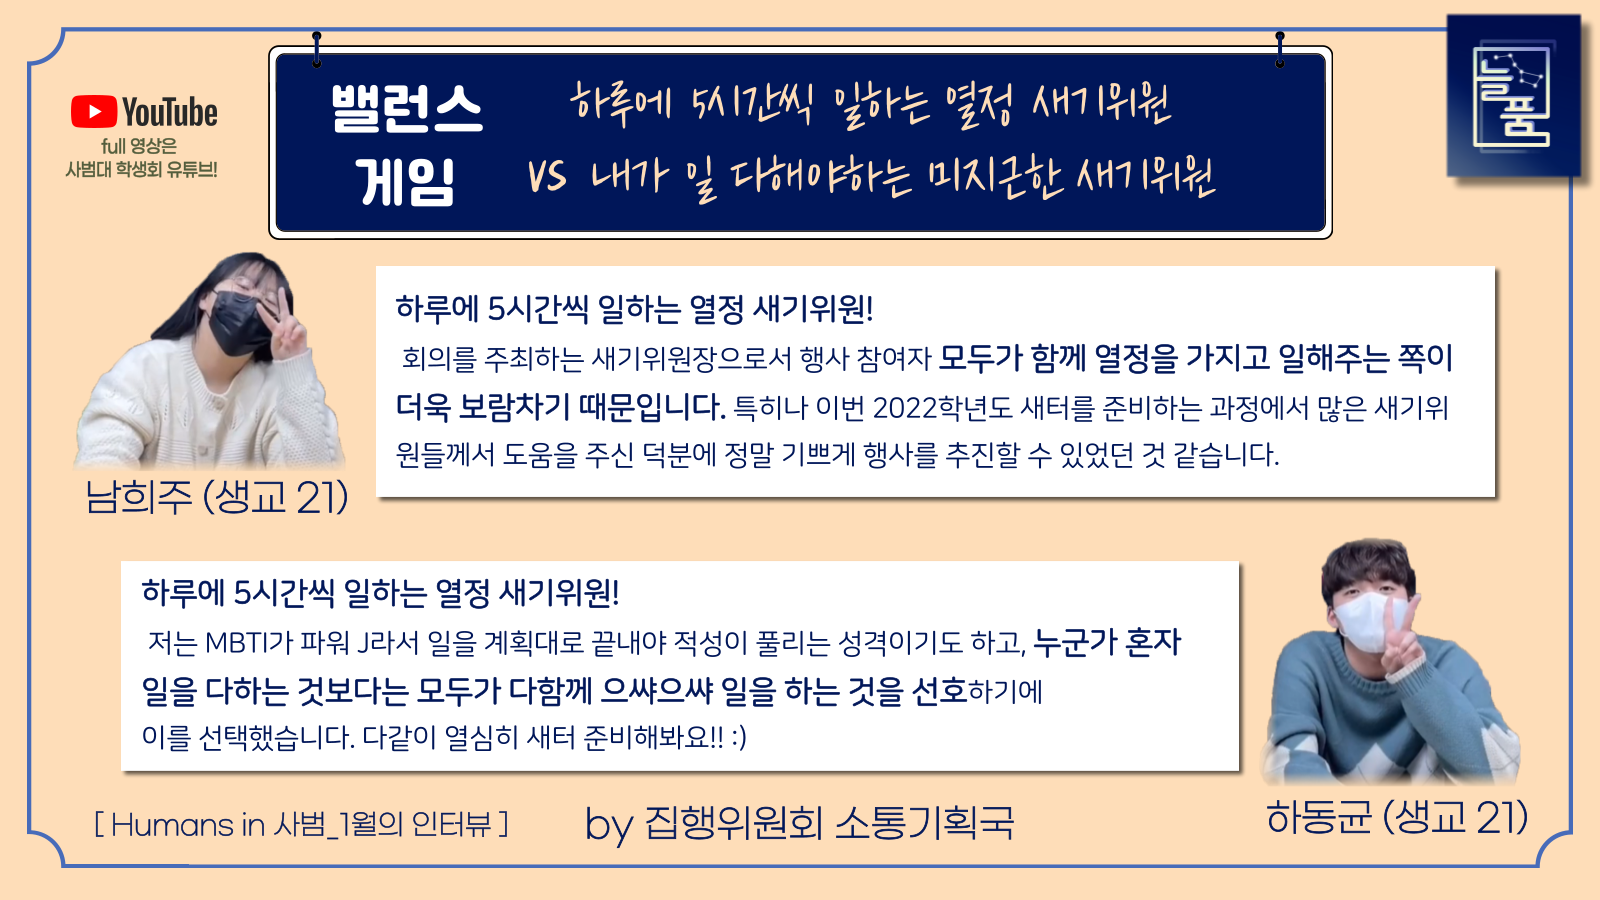 YouTube
full 영상은
사범대 학생회 유튜브!
밸런스
게임
하루에 5시간씩 일하는 열정 새기위원
VS 내가 일 다해야하는 미지근한 새기위원
늘품
하루에 5시간씩 일하는 열정 새기위원!
회의를 주최하는 새기위원장으로서 행사 참여자 모두가 함께 열정을 가지고 일해주는 쪽이
더욱 보람차기 때문입니다. 특히나 이번 2022학년도 새터를 준비하는 과정에서 많은 새기위
원들께서 도움을 주신 덕분에 정말 기쁘게 행사를 추진할 수 있었던 것 같습니다.
남희주 (생교 21)
하루에 5시간씩 일하는 열정 새기위원!
저는 MBTI가 파워 J라서 일을 계획대로 끝내야 적성이 풀리는 성격이기도 하고, 누군가 혼자
일을 다하는 것보다는 모두가 다함께 으쌰으쌰 일을 하는 것을 선호하기에
이를 선택했습니다. 다같이 열심히 새터 준비해봐요!! :)
하동균 (생교 21)
[ Humans in 사범_1월의 인터뷰 ]
by 집행위원회 소통기획국